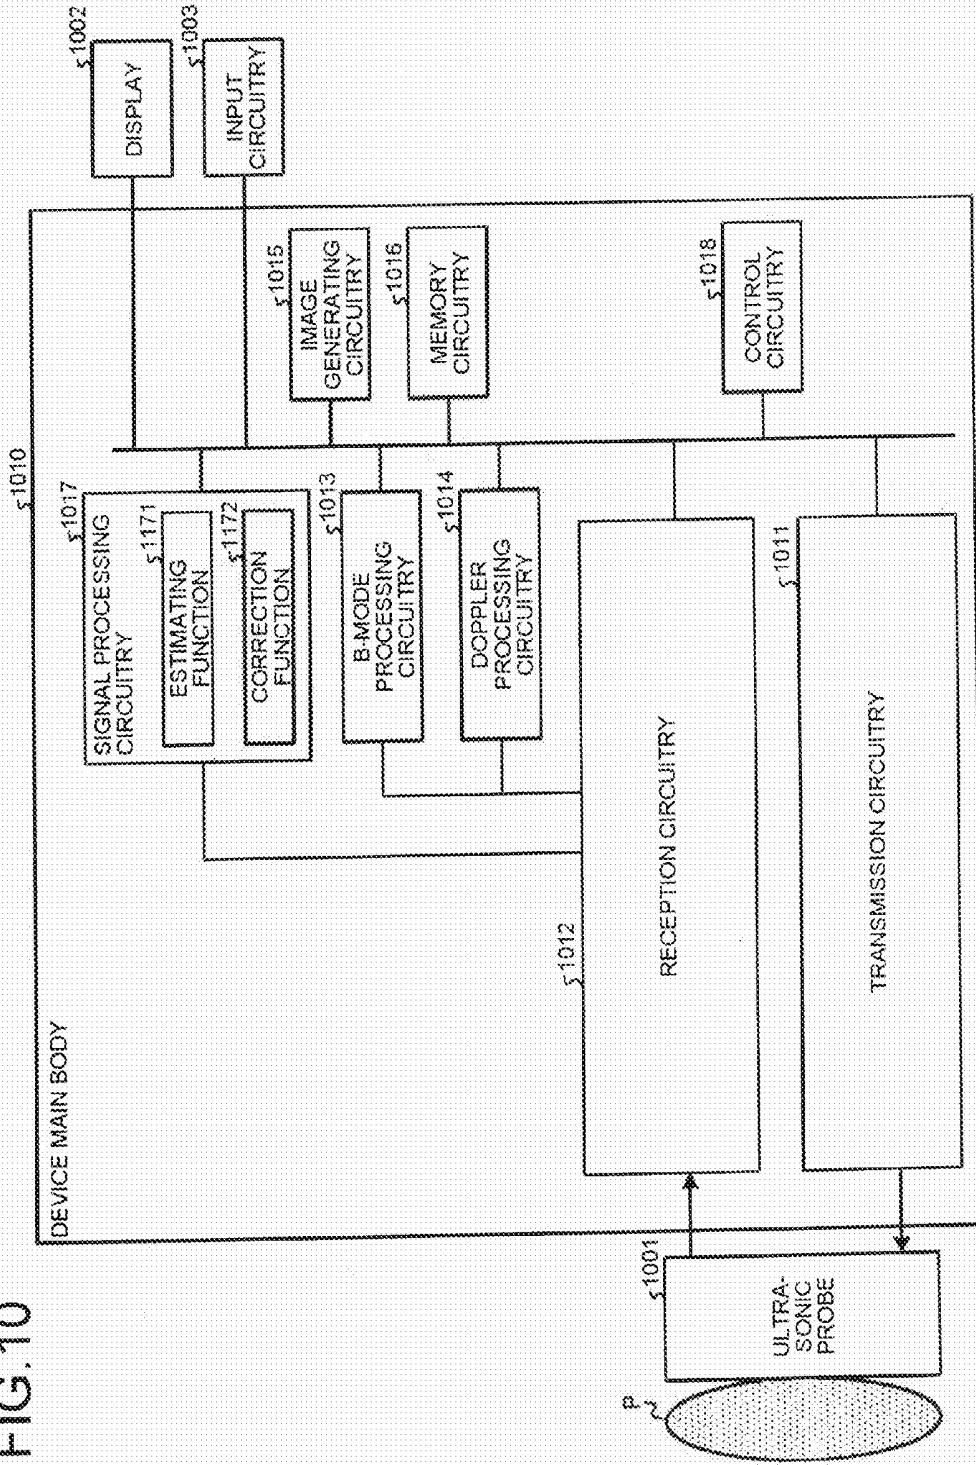 FIG.10
1010
DEVICE MAIN BODY
1017
SIGNAL PROCESSING
CIRCUITRY
1171
ESTIMATING
FUNCTION
1172
CORRECTION
FUNCTION
1002
DISPLAY
1003
INPUT
CIRCUITRY
1013
B-MODE
PROCESSING
CIRCUITRY
1015
IMAGE
GENERATING
CIRCUITRY
1014
DOPPLER
PROCESSING
CIRCUITRY
1016
MEMORY
CIRCUITRY
1012
RECEPTION CIRCUITRY
1018
CONTROL
CIRCUITRY
P
1001
ULTRA-
SONIC
PROBE
1011
TRANSMISSION CIRCUITRY